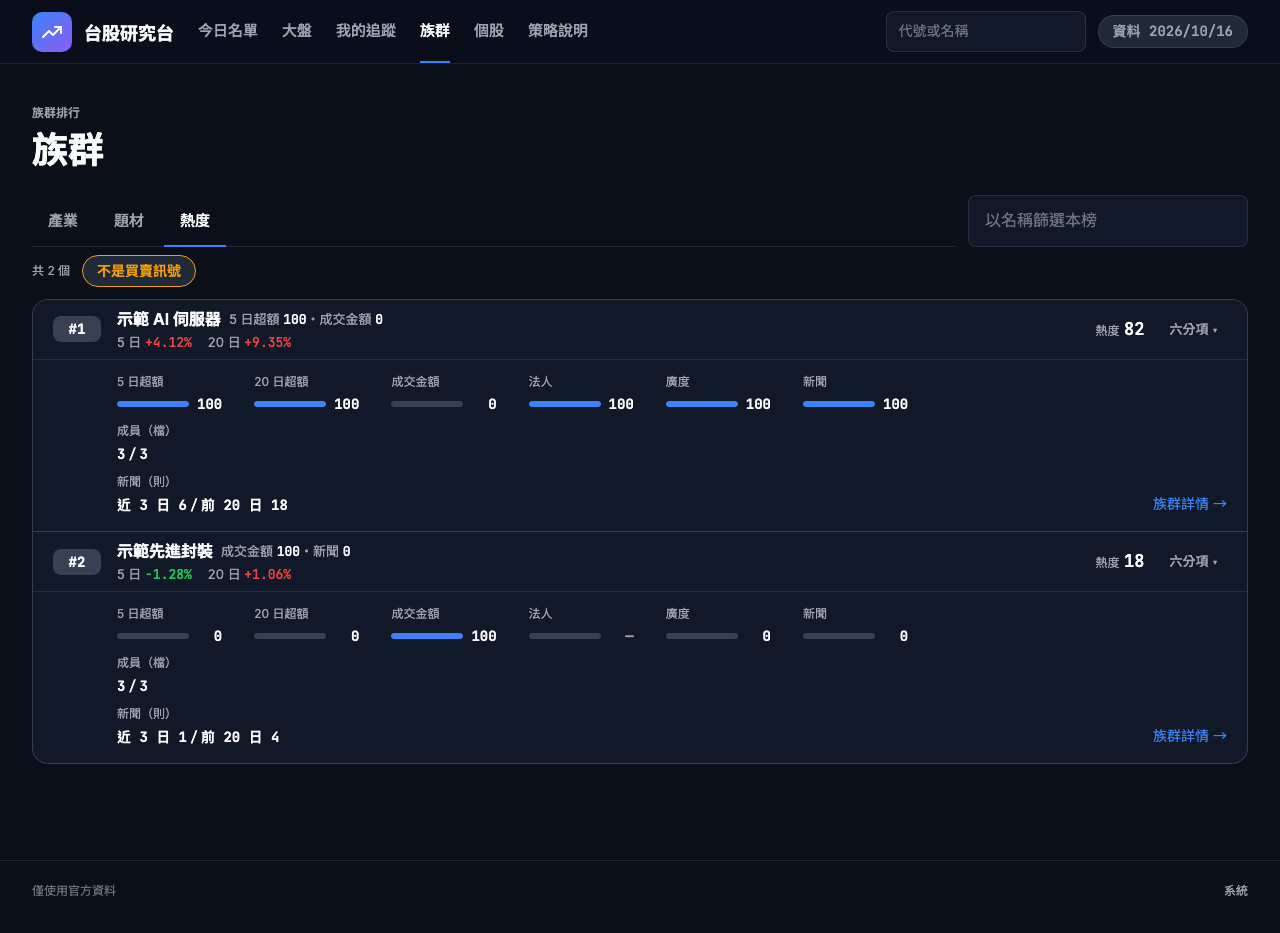 台股研究台 今日名單 大盤 我的追蹤 族群 個股 策略說明 代號或名稱 資料 2026/10/16
族群排行
族群
產業 題材 熱度 以名稱篩選本榜
共 2 個 不是買賣訊號
#1 示範 AI 伺服器 5 日超額 100・成交金額 0 熱度 82 六分項 ▾
5 日 +4.12% 20 日 +9.35%
5 日超額 20 日超額 成交金額 法人 廣度 新聞
100 100 0 100 100 100
成員（檔）
3 / 3
新聞（則）
近 3 日 6 / 前 20 日 18 族群詳情 →
#2 示範先進封裝 成交金額 100・新聞 0 熱度 18 六分項 ▾
5 日 -1.28% 20 日 +1.06%
5 日超額 20 日超額 成交金額 法人 廣度 新聞
0 0 100 — 0 0
成員（檔）
3 / 3
新聞（則）
近 3 日 1 / 前 20 日 4 族群詳情 →
僅使用官方資料 系統